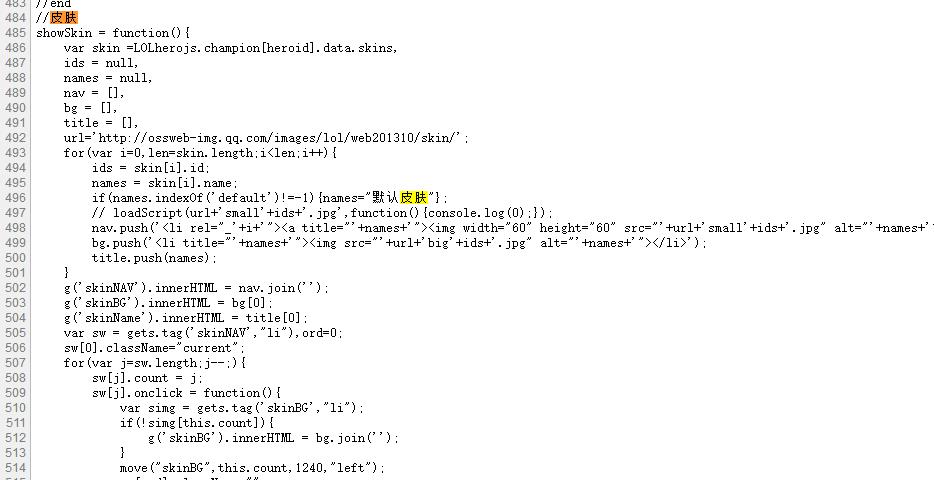 483 //end
484 //皮肤
485 showSkin = function(){
486 var skin =LOLherojs.champion[heroid].data.skins,
487 ids = null,
488 names = null,
489 nav = [],
490 bg = [],
491 title = [],
492 url='http://ossweb-img.qq.com/images/lol/web201310/skin/';
493 for(var i=0,len=skin.length;i<len;i++){
494 ids = skin[i].id;
495 names = skin[i].name;
496 if(names.indexOf('default')!=-1){names="默认皮肤"};
497 // loadScript(url+'small'+ids+'.jpg',function(){console.log(0);});
498 nav.push('<li rel="_'+i+'"><a title="'+names+'"><img width="60" height="60" src="'+url+'small'+ids+'.jpg" alt="'+names+'
499 bg.push('<li title="'+names+'"><img src="'+url+'big'+ids+'.jpg" alt="'+names+'"></li>');
500 title.push(names);
501 }
502 g('skinNAV').innerHTML = nav.join('');
503 g('skinBG').innerHTML = bg[0];
504 g('skinName').innerHTML = title[0];
505 var sw = gets.tag('skinNAV',"li"),ord=0;
506 sw[0].className="current";
507 for(var j=sw.length;j--;){
508 sw[j].count = j;
509 sw[j].onclick = function(){
510 var simg = gets.tag('skinBG',"li");
511 if(!simg[this.count]){
512 g('skinBG').innerHTML = bg.join('');
513 }
514 move("skinBG",this.count,1240,"left");